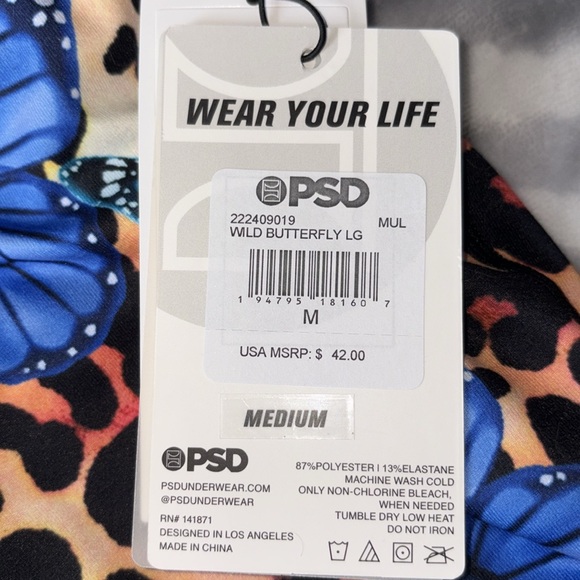 WEAR YOUR LIFE
PSD
222409019 MUL
WILD BUTTERFLY LG
1 94795 18160 7
M
USA MSRP: $ 42.00
MEDIUM
PSD
PSDUNDERWEAR.COM
@PSDUNDERWEAR
RN# 141871
DESIGNED IN LOS ANGELES
MADE IN CHINA
87%POLYESTER | 13%ELASTANE
MACHINE WASH COLD
ONLY NON-CHLORINE BLEACH,
WHEN NEEDED
TUMBLE DRY LOW HEAT
DO NOT IRON